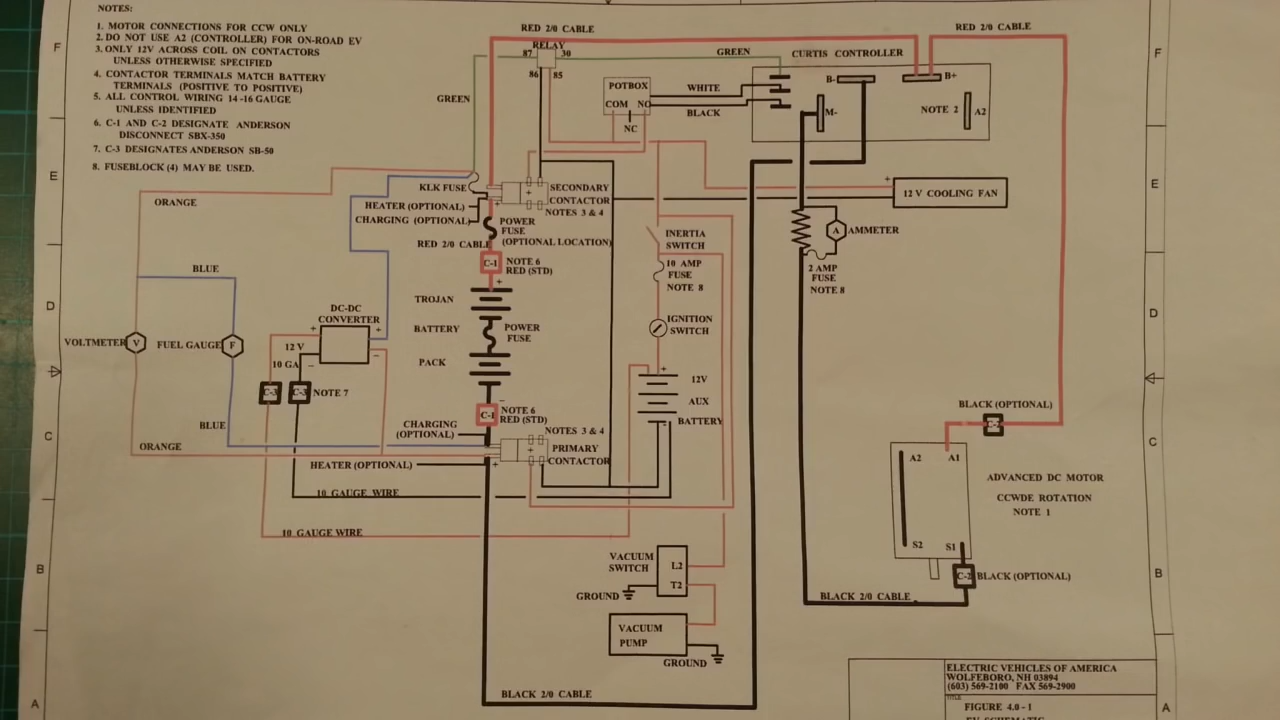 NOTES:
1. MOTOR CONNECTIONS FOR CCW ONLY
2. DO NOT USE A2 (CONTROLLER) FOR ON-ROAD EV
3. ONLY 12V ACROSS COIL ON CONTACTORS
UNLESS OTHERWISE SPECIFIED
4. CONTACTOR TERMINALS MATCH BATTERY
TERMINALS (POSITIVE TO POSITIVE)
5. ALL CONTROL WIRING 14-16 GAUGE
UNLESS IDENTIFIED
6. C-1 AND C-2 DESIGNATE ANDERSON
DISCONNECT SBX-350
7. C-3 DESIGNATES ANDERSON SB-50
8. FUSEBLOCK (4) MAY BE USED.
F
E
D
C
B
A
RED 2/0 CABLE
RED 2/0 CABLE
RELAY
87
30
86
85
GREEN
GREEN
CURTIS CONTROLLER
B-
B+
M-
NOTE 2
A2
POTBOX
COM
NO
NC
WHITE
BLACK
KLK FUSE
HEATER (OPTIONAL)
CHARGING (OPTIONAL)
+
+
SECONDARY
CONTACTOR
NOTES 3 & 4
POWER
FUSE
(OPTIONAL LOCATION)
RED 2/0 CABLE
C-1
NOTE 6
RED (STD)
+
TROJAN
BATTERY
PACK
POWER
FUSE
-
C-1
NOTE 6
RED (STD)
CHARGING
(OPTIONAL)
NOTES 3 & 4
+
PRIMARY
CONTACTOR
HEATER (OPTIONAL)
+
ORANGE
BLUE
VOLTMETER
V
FUEL GAUGE
F
DC-DC
CONVERTER
+
+
-
-
12 V
10 GA
C-3
C-3
NOTE 7
BLUE
ORANGE
10 GAUGE WIRE
10 GAUGE WIRE
INERTIA
SWITCH
10 AMP
FUSE
NOTE 8
IGNITION
SWITCH
+
12V
AUX
BATTERY
-
+
12 V COOLING FAN
A
AMMETER
2 AMP
FUSE
NOTE 8
VACUUM
SWITCH
L2
T2
GROUND
VACUUM
PUMP
GROUND
BLACK 2/0 CABLE
BLACK 2/0 CABLE
BLACK (OPTIONAL)
C-2
A2
A1
S2
S1
C-2
BLACK (OPTIONAL)
ADVANCED DC MOTOR
CCWDE ROTATION
NOTE 1
F
E
D
C
B
A
ELECTRIC VEHICLES OF AMERICA
WOLFEBORO, NH 03894
(603) 569-2100 FAX 569-2900
TITLE
FIGURE 4.0-1
EV SCHEMATIC